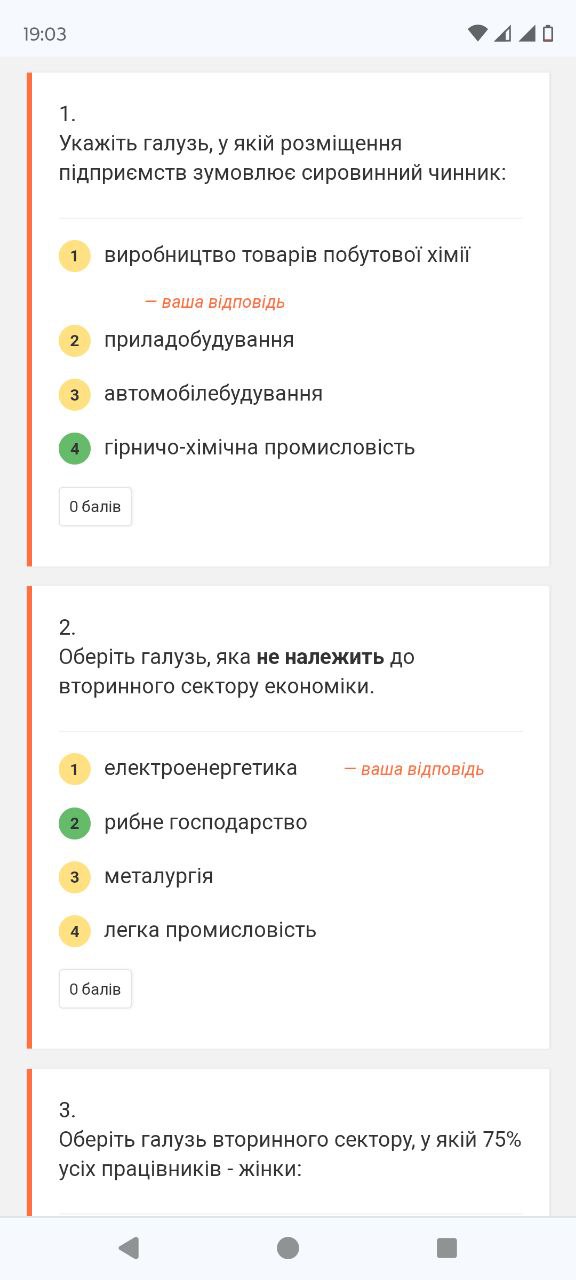 19:03
1.
Укажіть галузь, у якій розміщення
підприємств зумовлює сировинний чинник:
1 виробництво товарів побутової хімії
— ваша відповідь
2 приладобудування
3 автомобілебудування
4 гірничо-хімічна промисловість
0 балів
2.
Оберіть галузь, яка не належить до
вторинного сектору економіки.
1 електроенергетика — ваша відповідь
2 рибне господарство
3 металургія
4 легка промисловість
0 балів
3.
Оберіть галузь вторинного сектору, у якій 75%
усіх працівників - жінки: